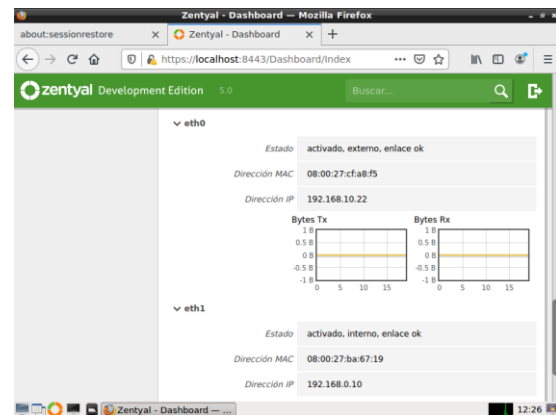 Zentyal - Dashboard — Mozilla Firefox
about:sessionrestore
Zentyal - Dashboard
https://localhost:8443/Dashboard/Index
zentyal Development Edition 5.0
Buscar...
eth0
Estado activado, externo, enlace ok
Dirección MAC 08:00:27:cf:a8:f5
Dirección IP 192.168.10.22
Bytes Tx Bytes Rx
1 B 1 B
0.5 B 0.5 B
0 B 0 B
-0.5 B -0.5 B
-1 B -1 B
0 5 10 15 0 5 10 15
eth1
Estado activado, interno, enlace ok
Dirección MAC 08:00:27:ba:67:19
Dirección IP 192.168.0.10
Zentyal - Dashboard — ... 12:26